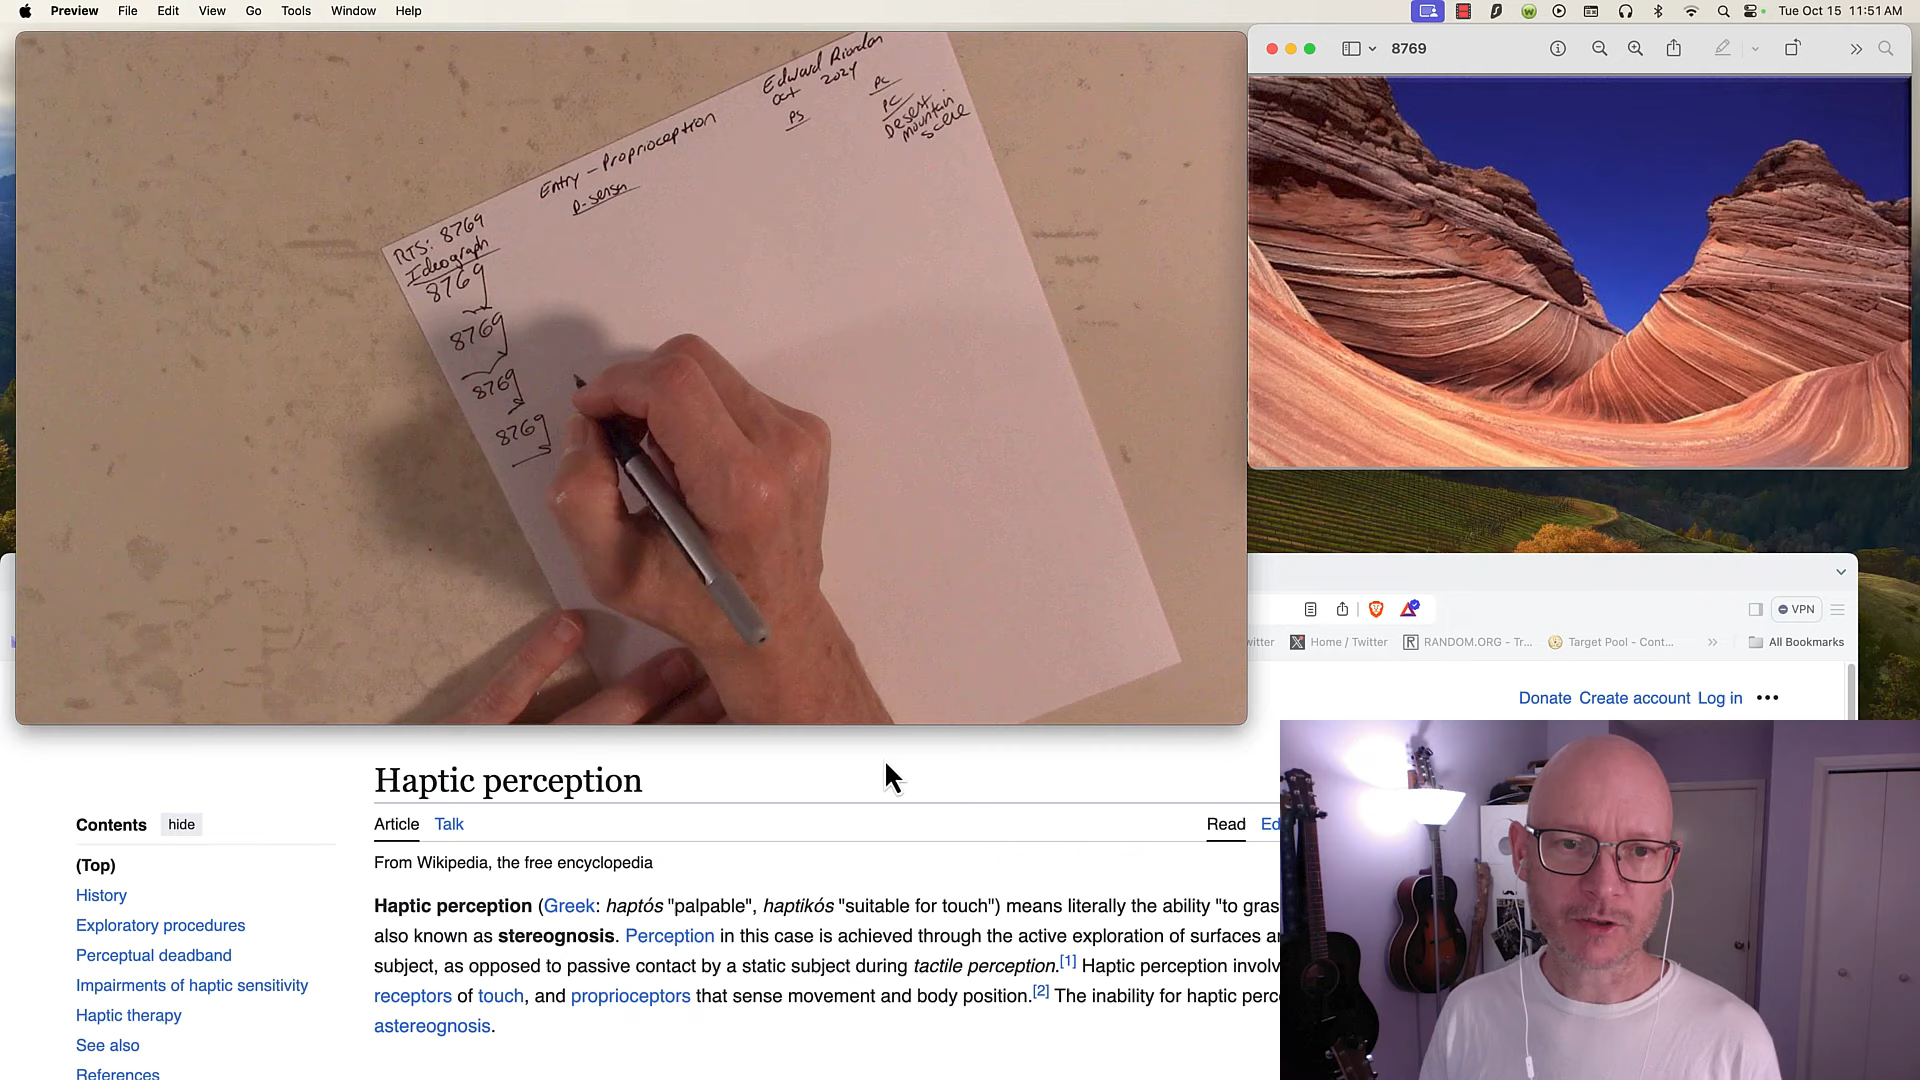 Preview File Edit View Go Tools Window Help
Tue Oct 15 11:51 AM
8769
Edward Riordan
Oct 2024
PS
PC
PC
Desert
mountain
scene
Entry - Proprioception
P-sense
RTS: 8769
Ideograph
8769
8769
8769
8769
VPN
Home / Twitter
RANDOM.ORG - Tr...
Target Pool - Cont...
All Bookmarks
Donate Create account Log in
Haptic perception
Contents hide
Article Talk
Read
(Top)
From Wikipedia, the free encyclopedia
History
Exploratory procedures
Perceptual deadband
Impairments of haptic sensitivity
Haptic therapy
See also
References
Haptic perception (Greek: haptós "palpable", haptikós "suitable for touch") means literally the ability "to gras
also known as stereognosis. Perception in this case is achieved through the active exploration of surfaces a
subject, as opposed to passive contact by a static subject during tactile perception.[1] Haptic perception involv
receptors of touch, and proprioceptors that sense movement and body position.[2] The inability for haptic perc
astereognosis.